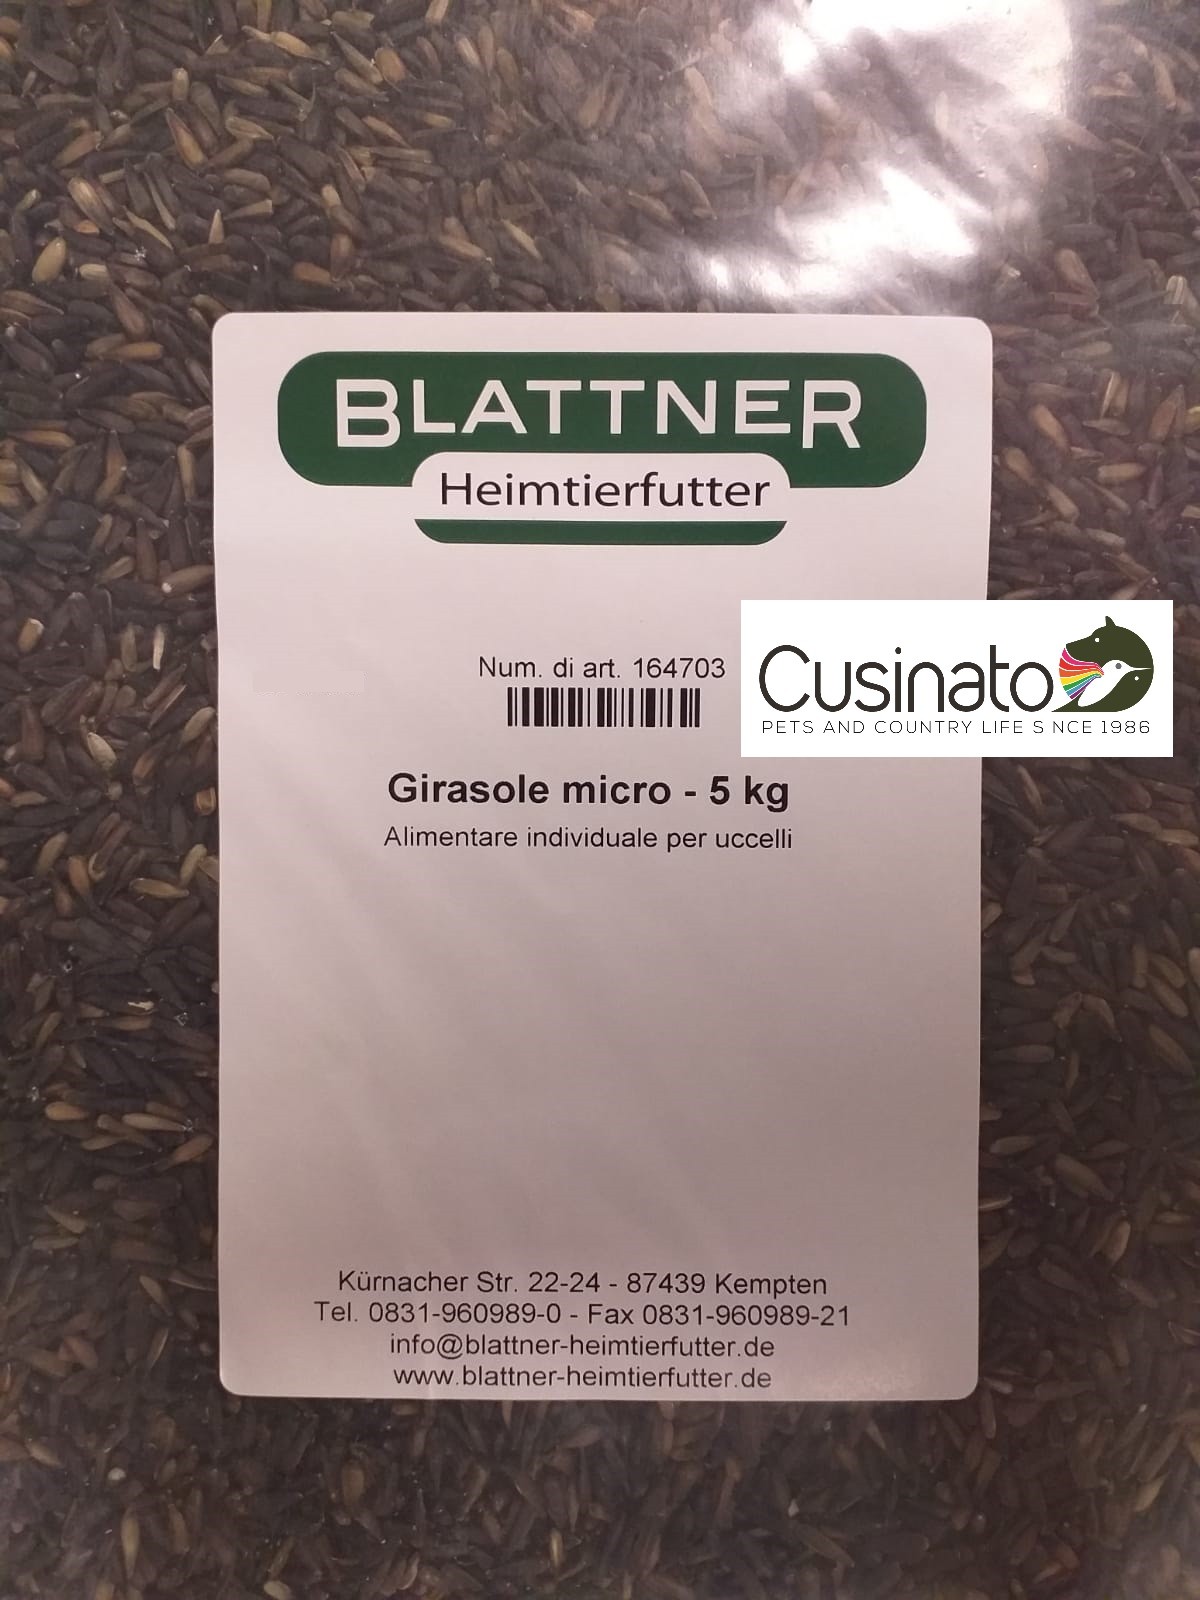 BLATTNER
Heimtierfutter
Num. di art. 164703
Cusinato
PETS AND COUNTRY LIFE S NCE 1986
Girasole micro - 5 kg
Alimentare individuale per uccelli
Kürnacher Str. 22-24 - 87439 Kempten
Tel. 0831-960989-0 - Fax 0831-960989-21
info@blattner-heimtierfutter.de
www.blattner-heimtierfutter.de